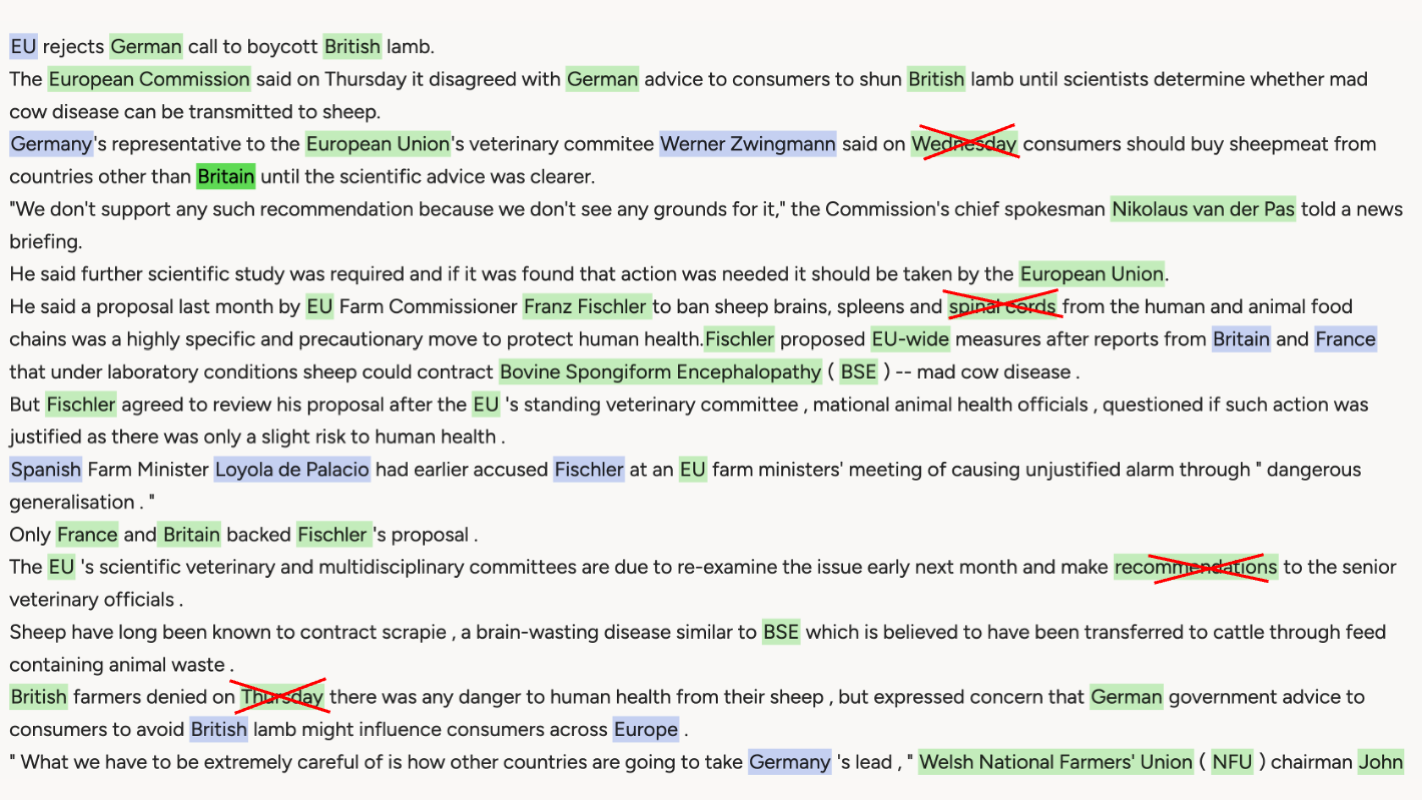 EU rejects German call to boycott British lamb.
The European Commission said on Thursday it disagreed with German advice to consumers to shun British lamb until scientists determine whether mad
cow disease can be transmitted to sheep.
Germany's representative to the European Union's veterinary commitee Werner Zwingmann said on Wednesday consumers should buy sheepmeat from
countries other than Britain until the scientific advice was clearer.
"We don't support any such recommendation because we don't see any grounds for it," the Commission's chief spokesman Nikolaus van der Pas told a news
briefing.
He said further scientific study was required and if it was found that action was needed it should be taken by the European Union.
He said a proposal last month by EU Farm Commissioner Franz Fischler to ban sheep brains, spleens and spinal cords from the human and animal food
chains was a highly specific and precautionary move to protect human health.Fischler proposed EU-wide measures after reports from Britain and France
that under laboratory conditions sheep could contract Bovine Spongiform Encephalopathy ( BSE ) -- mad cow disease .
But Fischler agreed to review his proposal after the EU 's standing veterinary committee , mational animal health officials , questioned if such action was
justified as there was only a slight risk to human health .
Spanish Farm Minister Loyola de Palacio had earlier accused Fischler at an EU farm ministers' meeting of causing unjustified alarm through " dangerous
generalisation . "
Only France and Britain backed Fischler 's proposal .
The EU 's scientific veterinary and multidisciplinary committees are due to re-examine the issue early next month and make recommendations to the senior
veterinary officials .
Sheep have long been known to contract scrapie , a brain-wasting disease similar to BSE which is believed to have been transferred to cattle through feed
containing animal waste .
British farmers denied on Thursday there was any danger to human health from their sheep , but expressed concern that German government advice to
consumers to avoid British lamb might influence consumers across Europe .
" What we have to be extremely careful of is how other countries are going to take Germany 's lead , " Welsh National Farmers' Union ( NFU ) chairman John